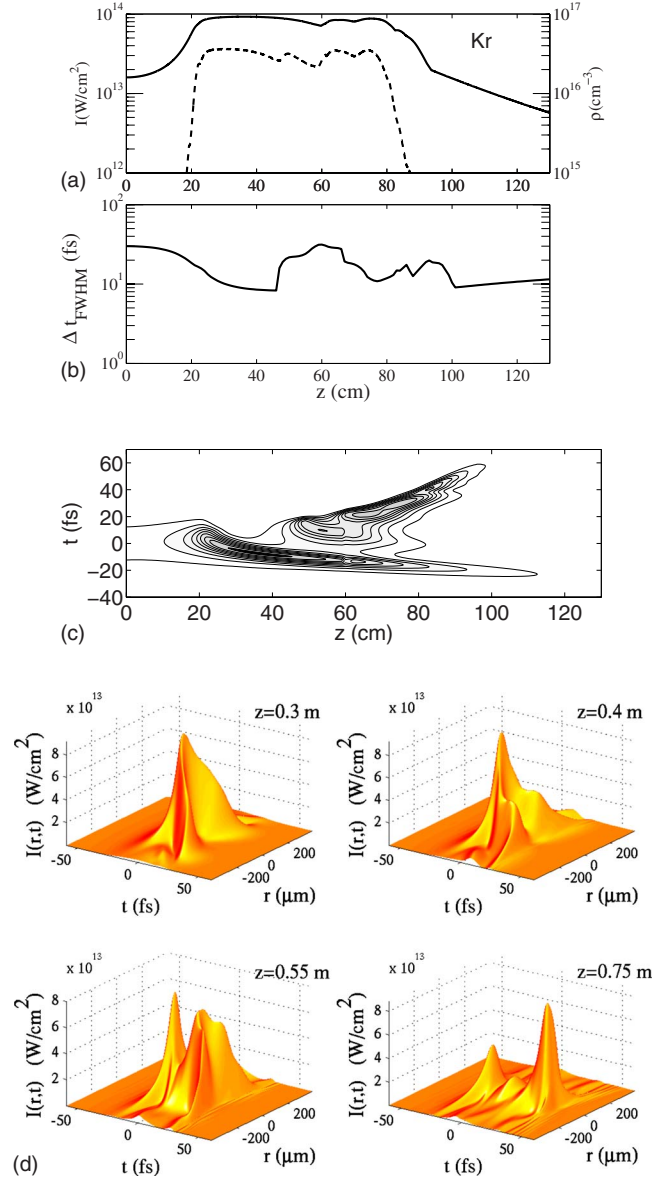 10^14
10^13
10^12
I(W/cm^2)
Kr
10^17
10^16
10^15
ρ(cm^-3)
0 20 40 60 80 100 120
(a)
10^2
10^1
10^0
Δ t_FWHM (fs)
0 20 40 60 80 100 120
z (cm)
(b)
60
40
20
0
−20
−40
t (fs)
0 20 40 60 80 100 120
z (cm)
(c)
x 10^13
z=0.3 m
I(r,t) (W/cm^2)
8
6
4
2
-50 0 50
t (fs)
-200 0 200
r (μm)
x 10^13
z=0.4 m
I(r,t) (W/cm^2)
8
6
4
2
-50 0 50
t (fs)
-200 0 200
r (μm)
x 10^13
z=0.55 m
I(r,t) (W/cm^2)
8
6
4
2
-50 0 50
t (fs)
-200 0 200
r (μm)
x 10^13
z=0.75 m
I(r,t) (W/cm^2)
8
6
4
2
-50 0 50
t (fs)
-200 0 200
r (μm)
(d)